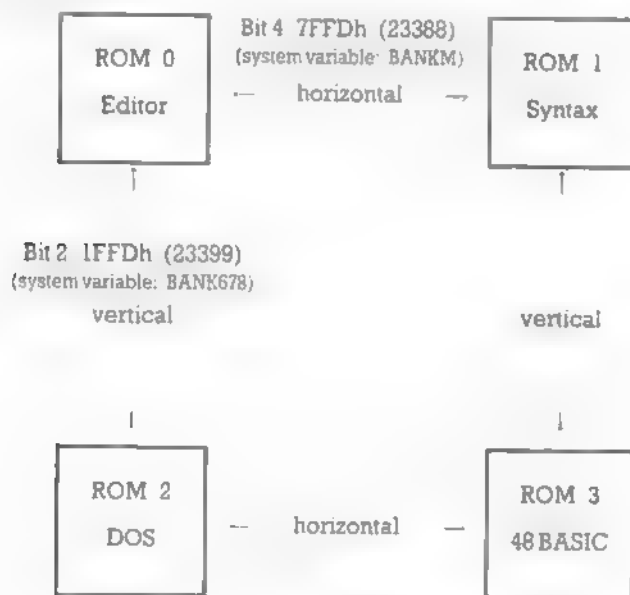 Bit 4 7FFDh (23388)
(system variable: BANKM)
ROM 0
Editor
horizontal
ROM 1
Syntax
Bit 2 1FFDh (23399)
(system variable: BANK678)
vertical
vertical
ROM 2
DOS
horizontal
ROM 3
48 BASIC